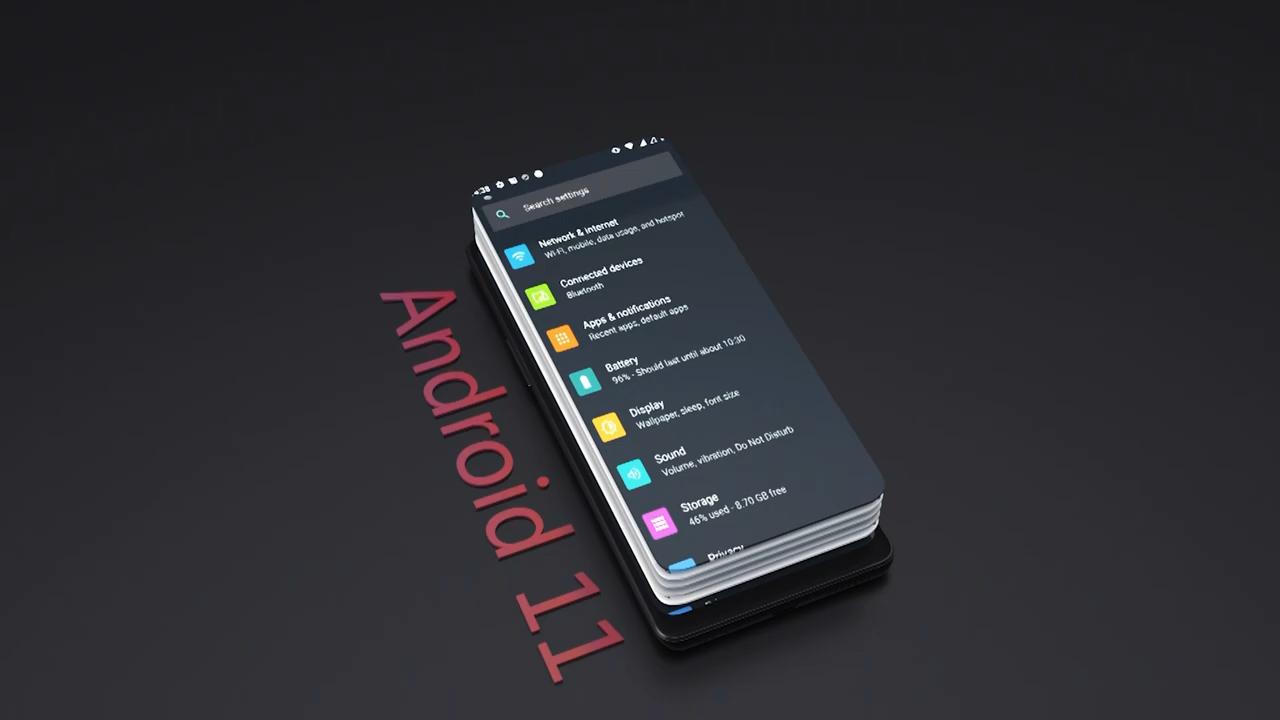 Search settings
Network & internet
Wi-Fi, mobile, data usage, and hotspot
Connected devices
Bluetooth
Apps & notifications
Recent apps, default apps
Battery
96% - Should last until about 10:30
Display
Wallpaper, sleep, font size
Sound
Volume, vibration, Do Not Disturb
Storage
46% used - 8.70 GB free
Privacy
Android 11